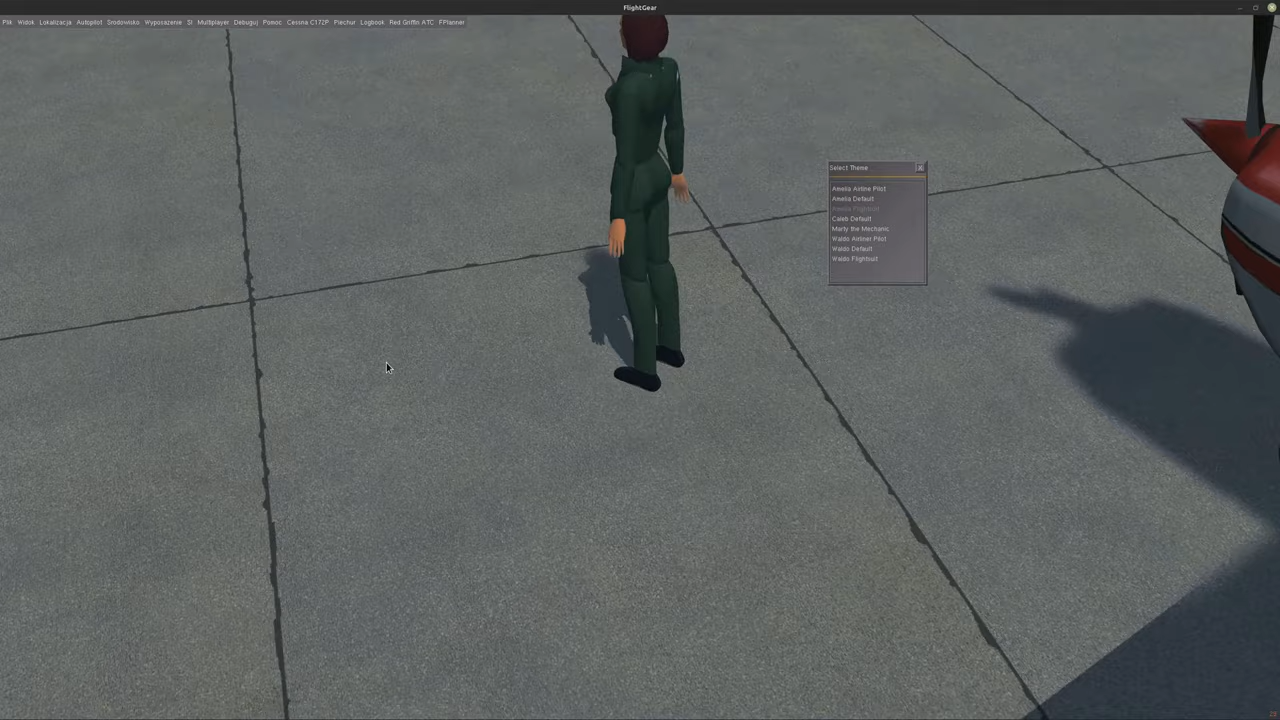 FlightGear
Plik Widok Lokalizacja Autopilot Środowisko Wyposażenie SI Multiplayer Debuguj Pomoc Cessna C172P Piechur Logbook Red Griffin ATC FPlanner
Select Theme
Amelia Airline Pilot
Amelia Default
Amelia Flightsuit
Caleb Default
Marty the Mechanic
Waldo Airliner Pilot
Waldo Default
Waldo Flightsuit